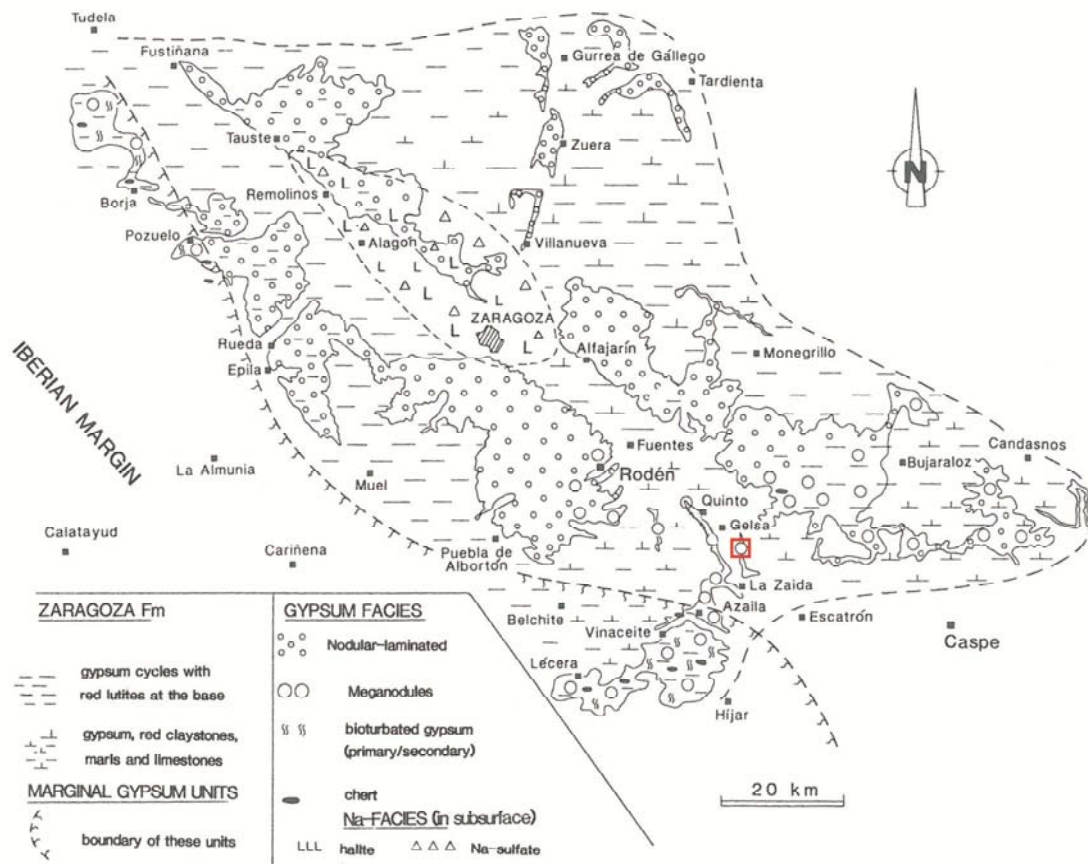 Tudela
Fustiñana
Gurrea de Gállego
Tardienta
Tauste
Zuera
N
Remolinos
Borja
Pozuelo
Alagon
Villanueva
L L L L L L L L L L L
ZARAGOZA
Rueda
Epila
Alfajarín
Monegrillo
IBERIAN MARGIN
Fuentes
Candasnos
La Almunia
Muel
Rodén
Bujaraloz
Quinto
Gelsa
Calatayud
Cariñena
Puebla de
Albortón
La Zaida
Belchite
Azaila
Escatrón
Vinaceite
Caspe
Lécera
Híjar
20 km
ZARAGOZA Fm
gypsum cycles with
red lutites at the base
gypsum, red claystones,
marls and limestones
MARGINAL GYPSUM UNITS
boundary of these units
GYPSUM FACIES
Nodular-laminated
Meganodules
bioturbated gypsum
(primary/secondary)
chert
Na-FACIES (in subsurface)
LLL halite
Na-sulfate